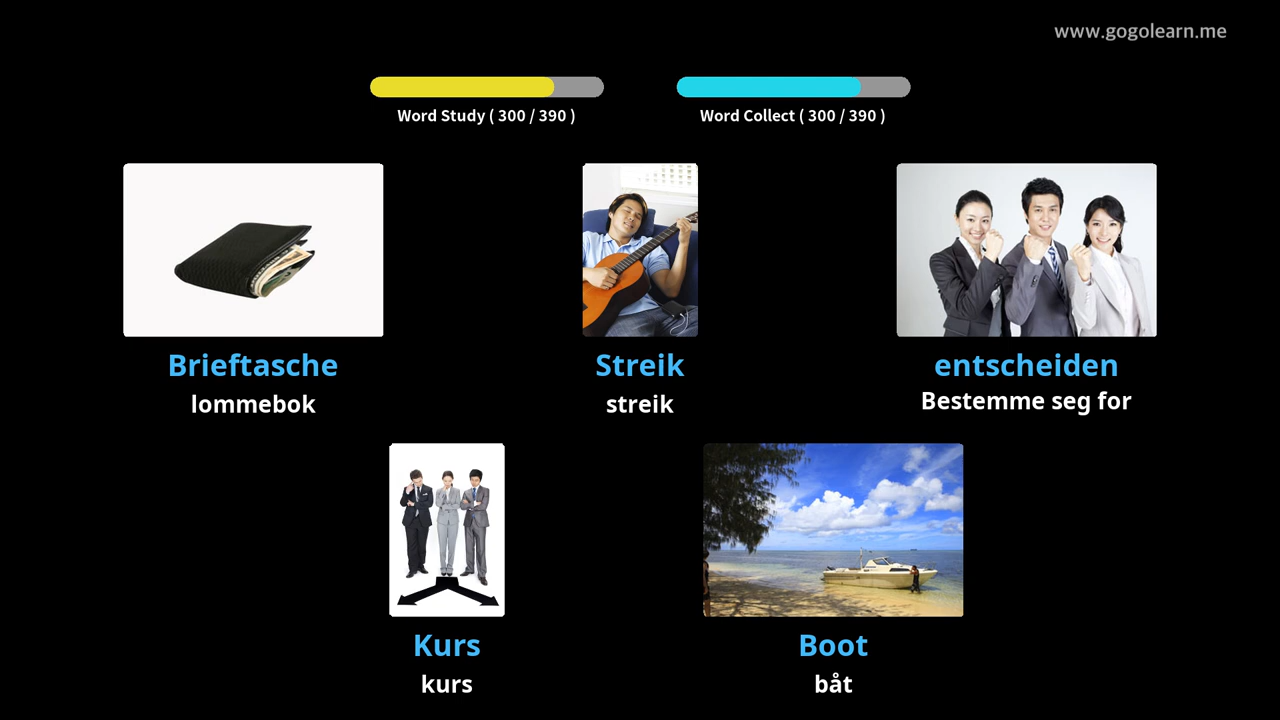 www.gogolearn.me
Word Study ( 300 / 390 )
Word Collect ( 300 / 390 )
Brieftasche
lommebok
Streik
streik
entscheiden
Bestemme seg for
Kurs
kurs
Boot
båt